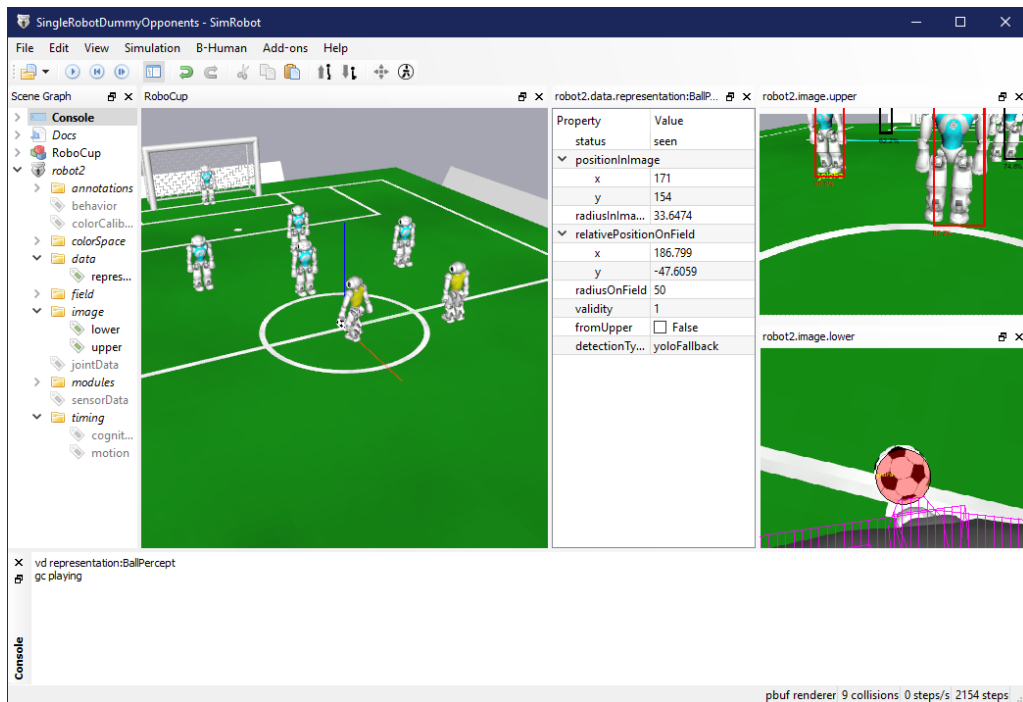 SingleRobotDummyOpponents - SimRobot
File Edit View Simulation B-Human Add-ons Help
Scene Graph
Console
Docs
RoboCup
robot2
annotations
behavior
colorCalib...
colorSpace
data
repres...
field
image
lower
upper
jointData
modules
sensorData
timing
cognit...
motion
RoboCup
robot2.data.representation:BallP...
Property Value
status seen
positionInImage
x 171
y 154
radiusInIma... 33.6474
relativePositionOnField
x 186.799
y -47.6059
radiusOnField 50
validity 1
fromUpper False
detectionTy... yoloFallback
robot2.image.upper
robot2.image.lower
vd representation:BallPercept
gc playing
Console
pbuf renderer 9 collisions 0 steps/s 2154 steps